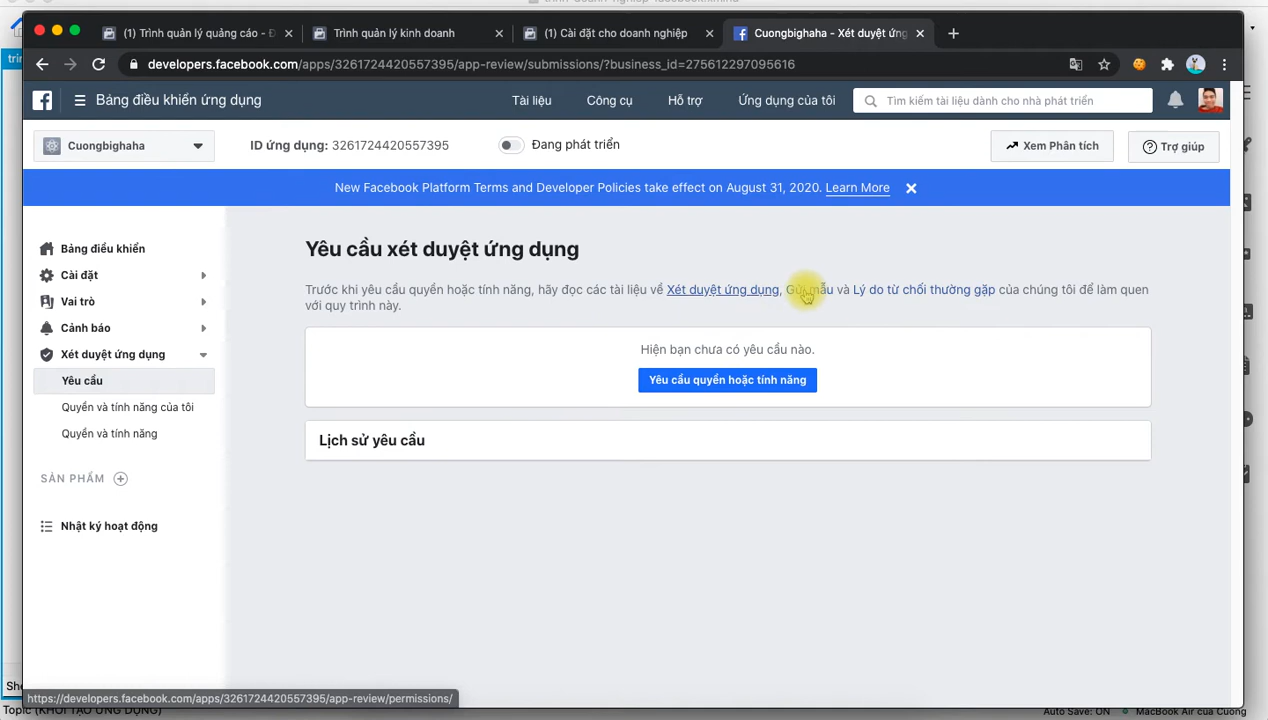 (1) Trình quản lý quảng cáo - Đ
Trình quản lý kinh doanh
(1) Cài đặt cho doanh nghiệp
Cuongbighaha - Xét duyệt ứng
developers.facebook.com/apps/3261724420557395/app-review/submissions/?business_id=275612297095616
Bảng điều khiển ứng dụng
Tài liệu
Công cụ
Hỗ trợ
Ứng dụng của tôi
Tìm kiếm tài liệu dành cho nhà phát triển
Cuongbighaha
ID ứng dụng: 3261724420557395
Đang phát triển
Xem Phân tích
Trợ giúp
New Facebook Platform Terms and Developer Policies take effect on August 31, 2020. Learn More
Bảng điều khiển
Cài đặt
Vai trò
Cảnh báo
Xét duyệt ứng dụng
Yêu cầu
Quyền và tính năng của tôi
Quyền và tính năng
SẢN PHẨM
Nhật ký hoạt động
Yêu cầu xét duyệt ứng dụng
Trước khi yêu cầu quyền hoặc tính năng, hãy đọc các tài liệu về Xét duyệt ứng dụng, Gửi mẫu và Lý do từ chối thường gặp của chúng tôi để làm quen
với quy trình này.
Hiện bạn chưa có yêu cầu nào.
Yêu cầu quyền hoặc tính năng
Lịch sử yêu cầu
https://developers.facebook.com/apps/3261724420557395/app-review/permissions/
Topic (KHỞI TẠO ỨNG DỤNG)
Auto Save: ON
MacBook Air của Cường